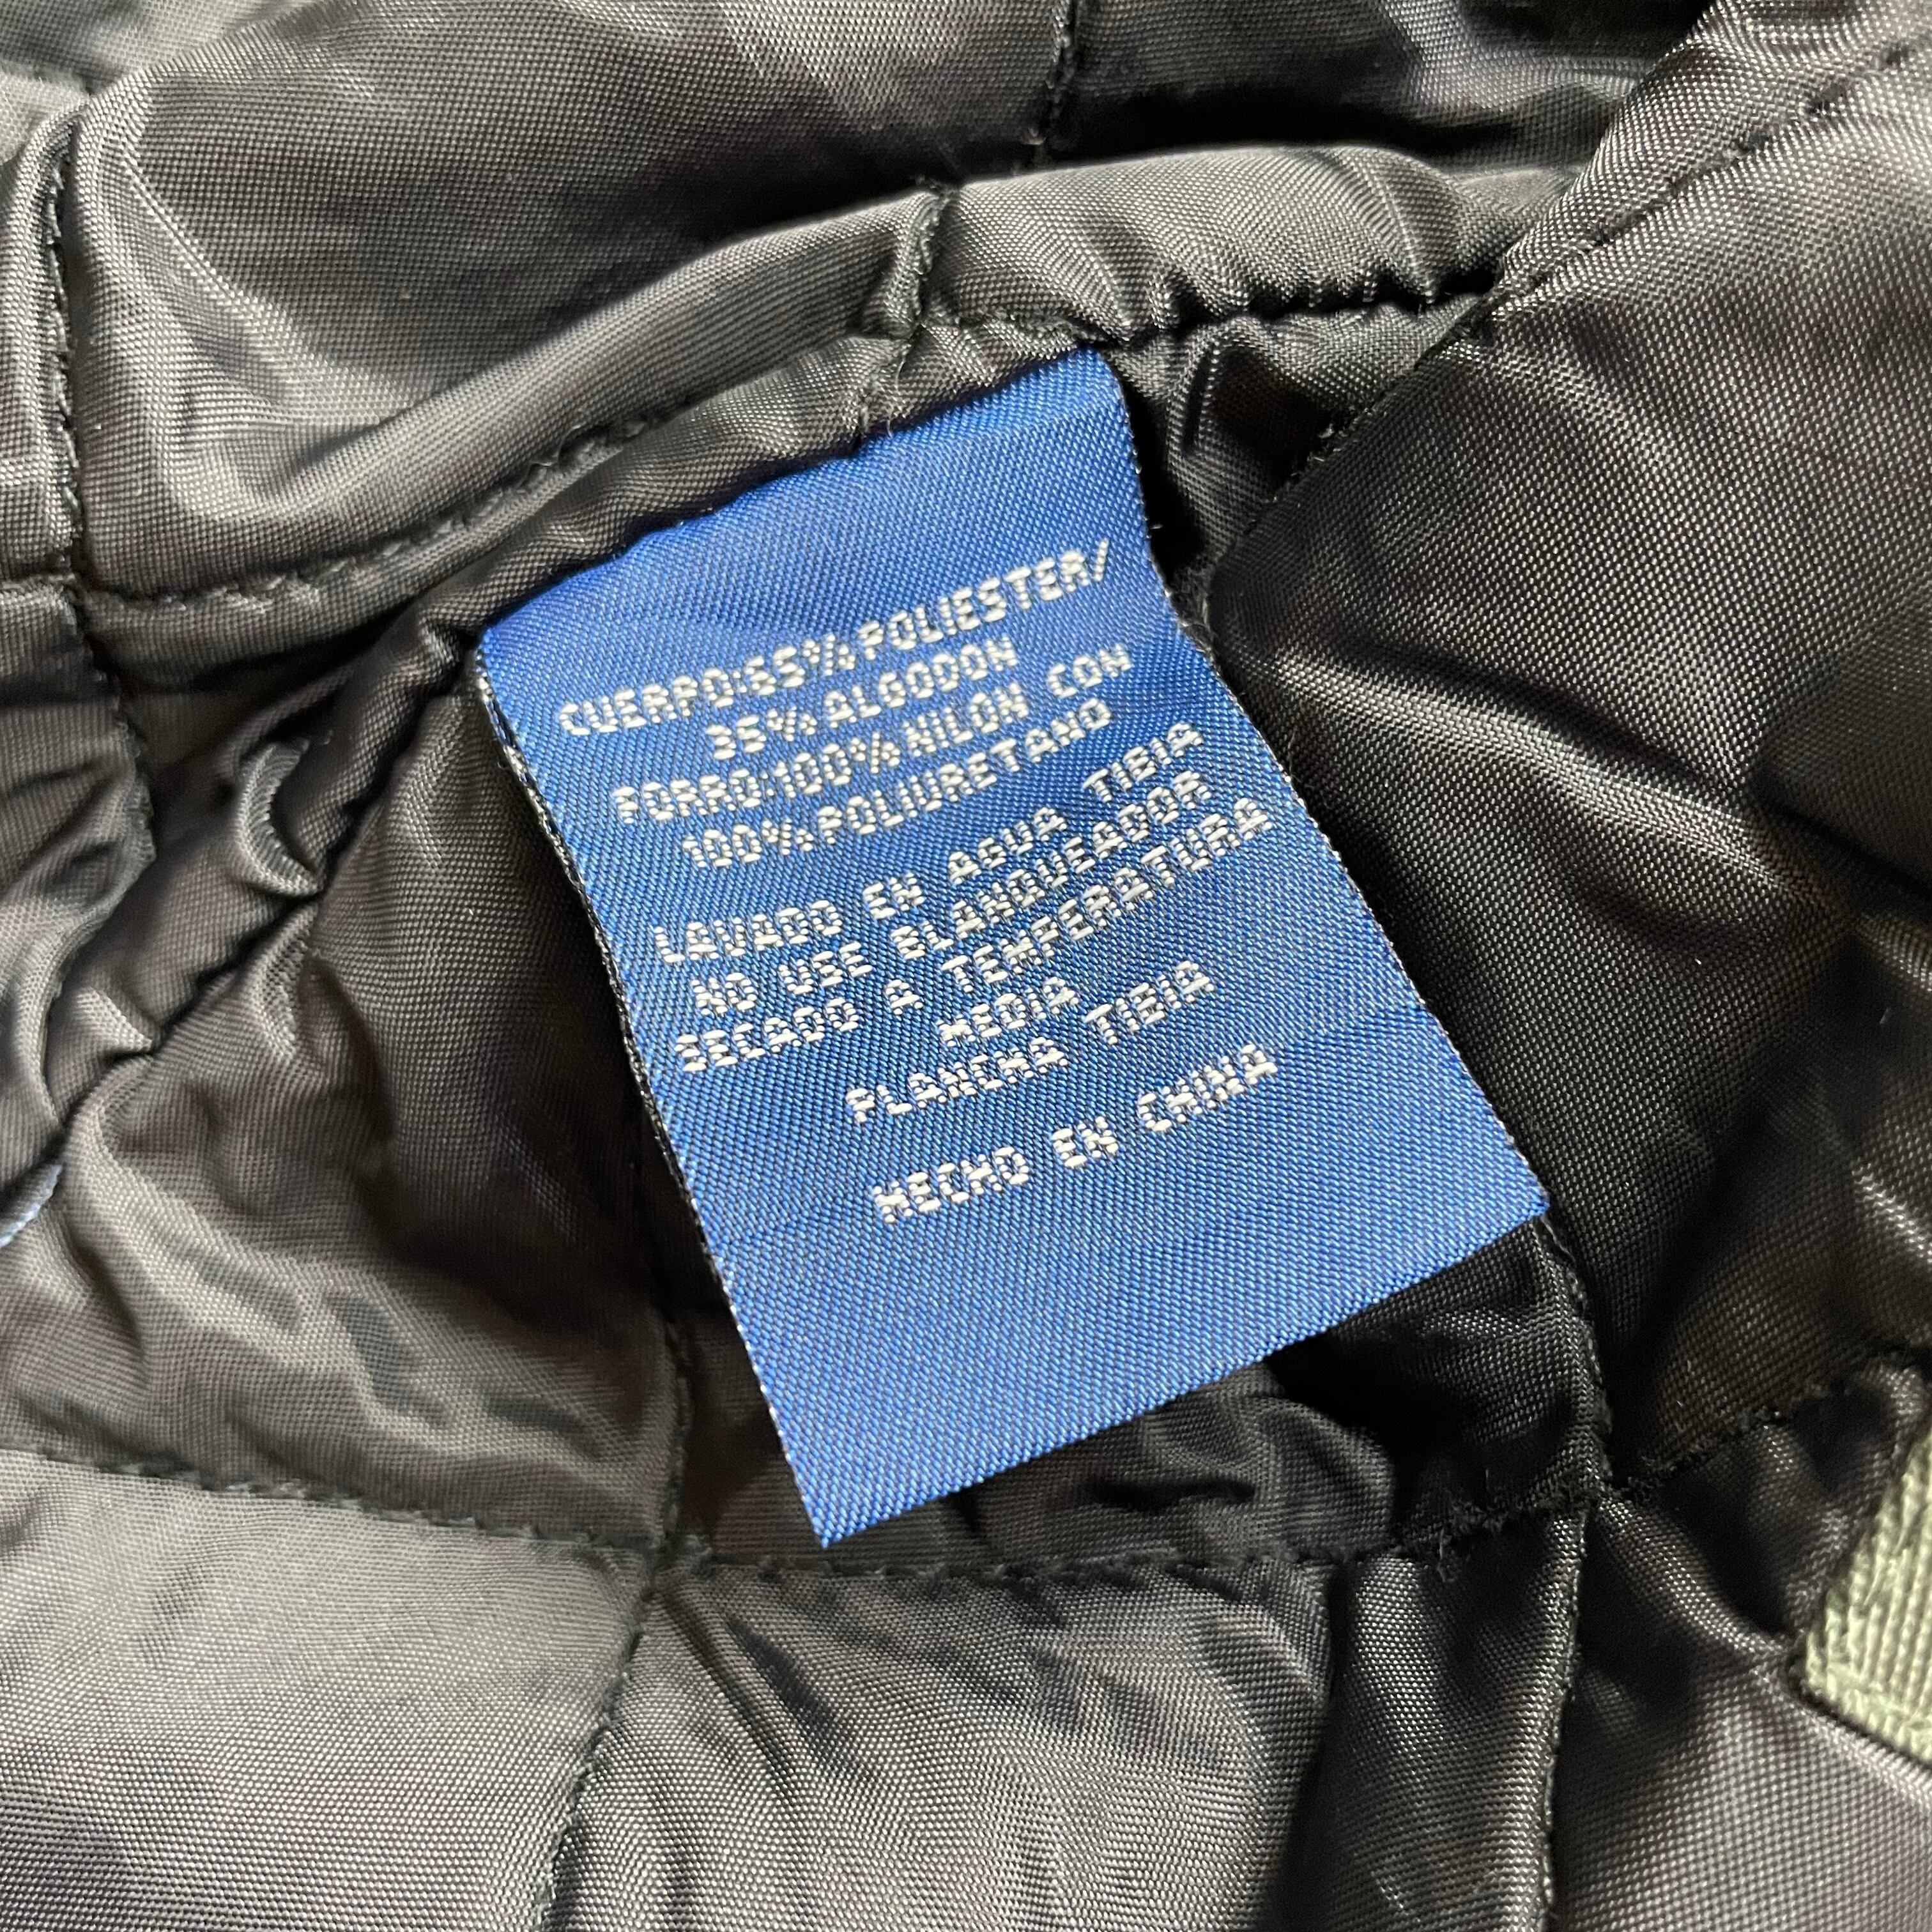 CUERPO:65%POLIESTER/
35%ALGODON
FORRO:100%NILON CON
100%POLIURETANO
LAVADO EN AGUA TIBIA
NO USE BLANQUEADOR
SECADO A TEMPERATURA
MEDIA
PLANCHA TIBIA
HECHO EN CHINA